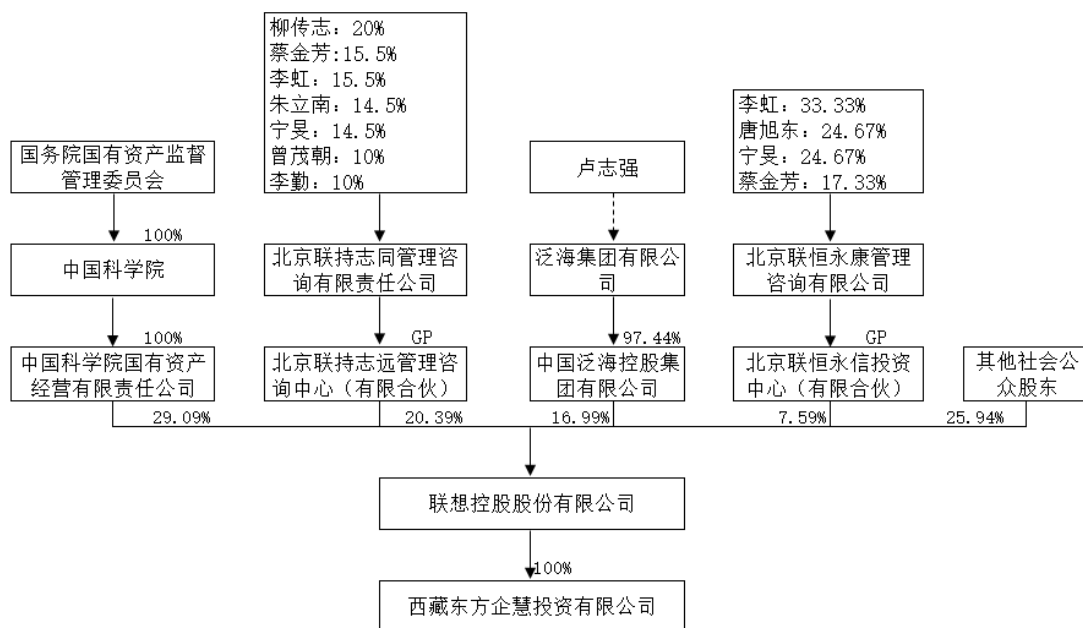 柳传志：20%
蔡金芳:15.5%
李虹：15.5%
朱立南：14.5%
宁旻：14.5%
曾茂朝：10%
李勤：10%
李虹：33.33%
唐旭东：24.67%
宁旻：24.67%
蔡金芳：17.33%
国务院国有资产监督
管理委员会
卢志强
100%
中国科学院
北京联持志同管理咨
询有限责任公司
泛海集团有限公
司
北京联恒永康管理
咨询有限公司
100%
GP
97.44%
GP
中国科学院国有资产
经营有限责任公司
北京联持志远管理咨
询中心（有限合伙）
中国泛海控股集
团有限公司
北京联恒永信投资
中心（有限合伙）
其他社会公
众股东
29.09%
20.39%
16.99%
7.59%
25.94%
联想控股股份有限公司
100%
西藏东方企慧投资有限公司